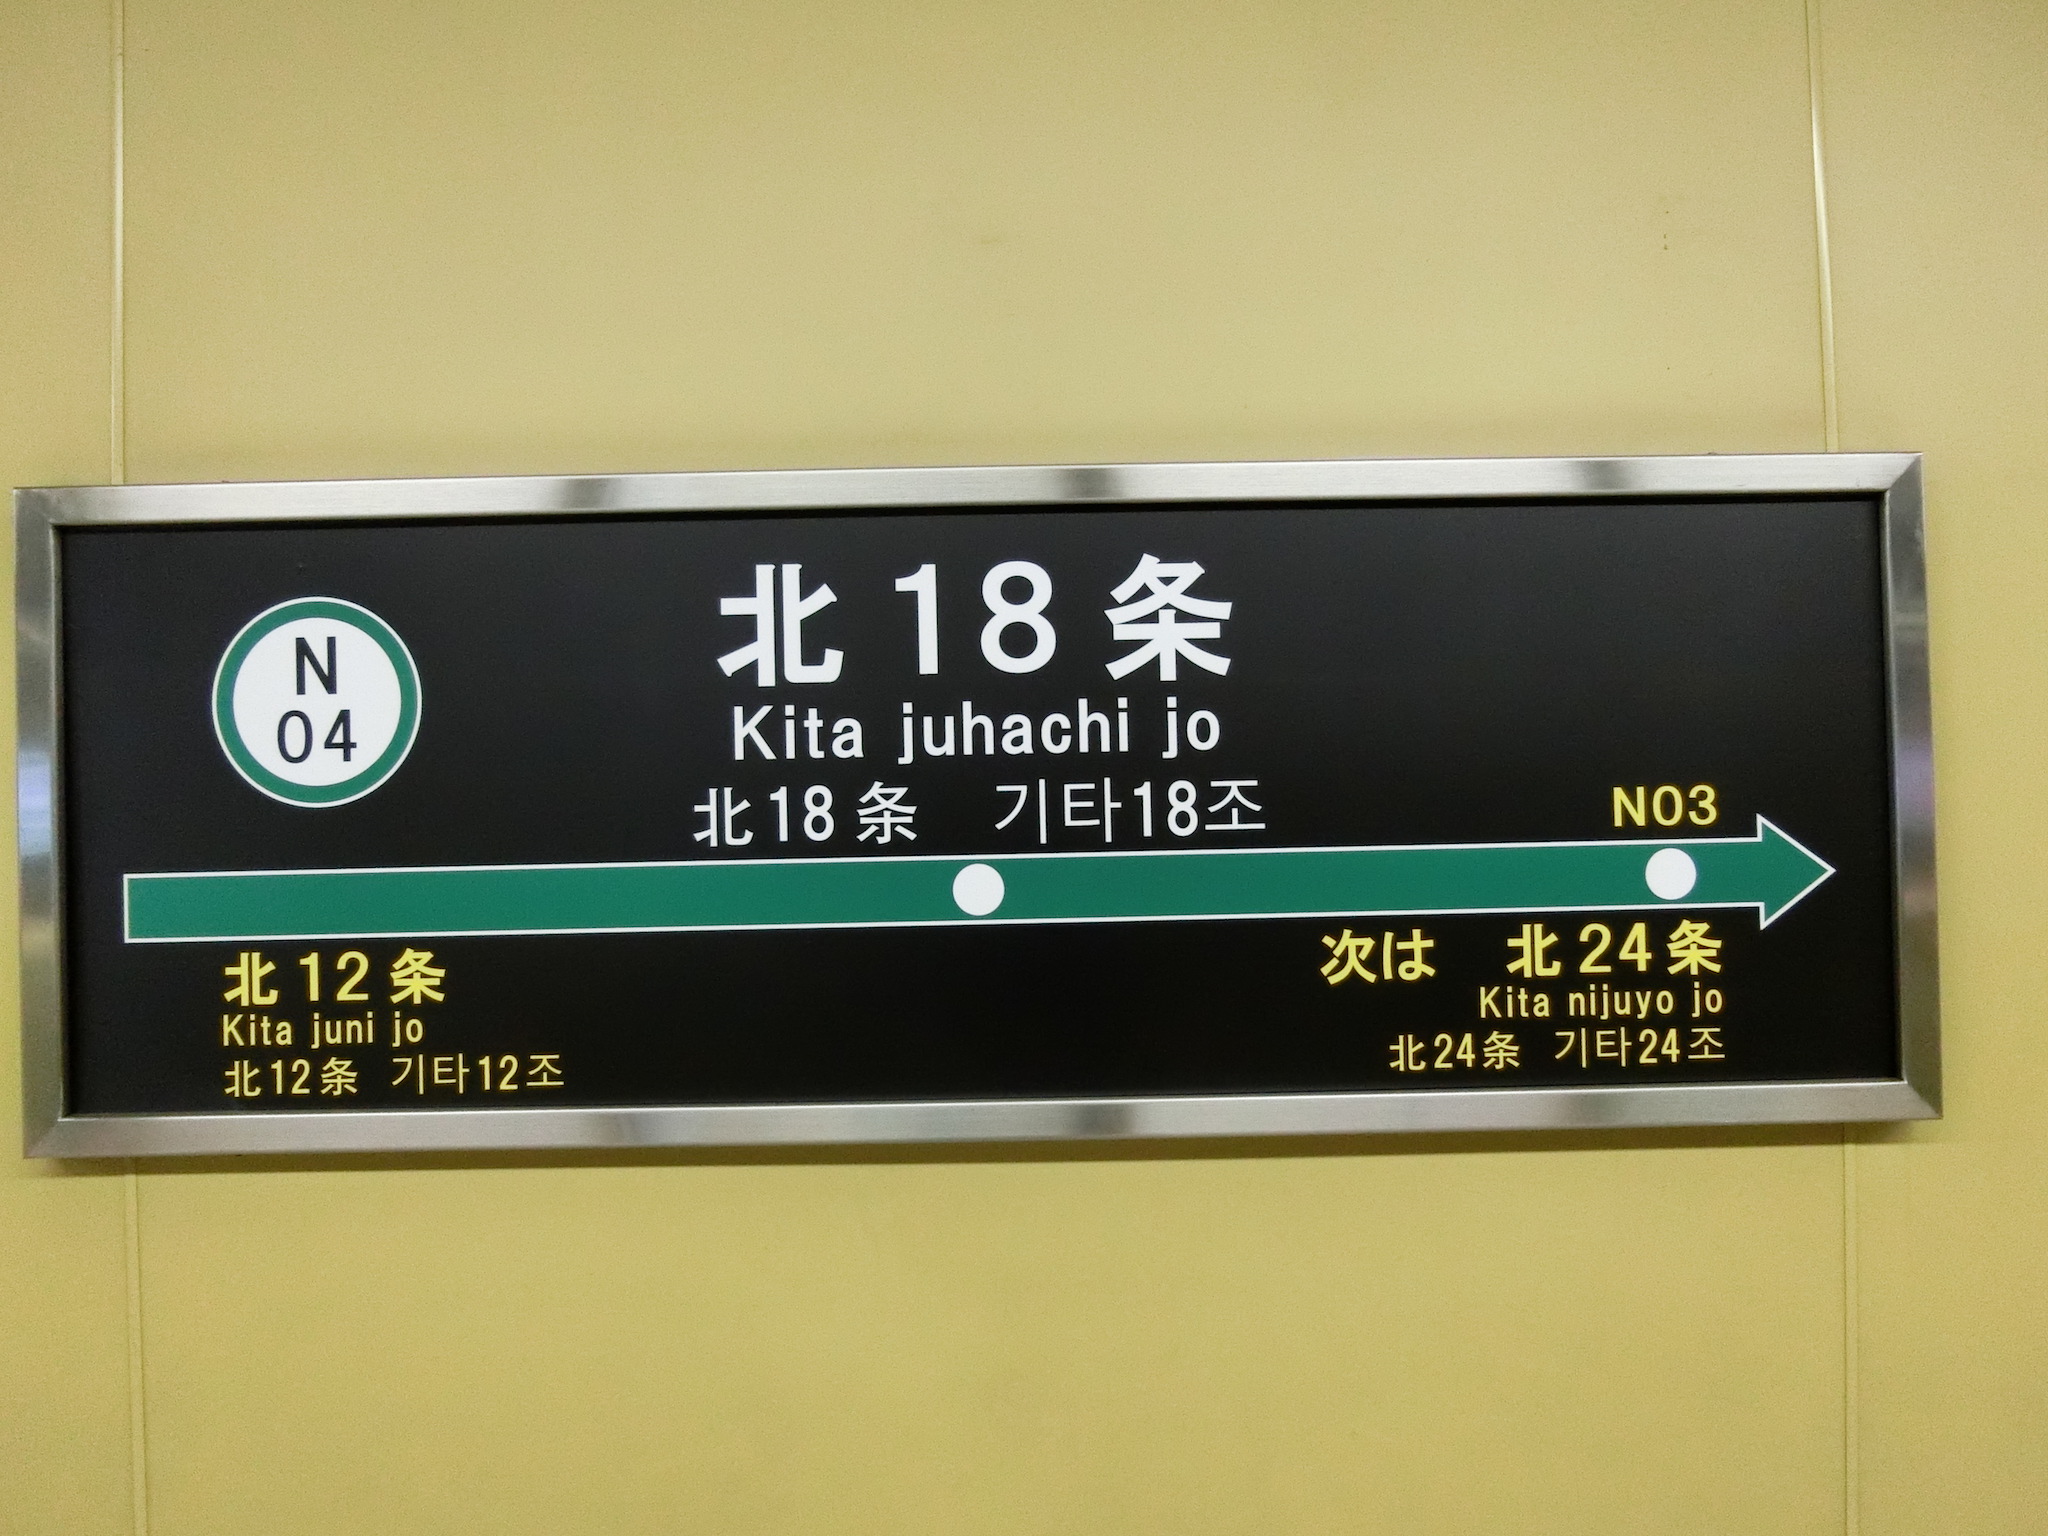 N
04
北18条
Kita juhachi jo
北18条 기타18조
N03
北12条
Kita juni jo
北12条 기타12조
次は 北24条
Kita nijuyo jo
北24条 기타24조